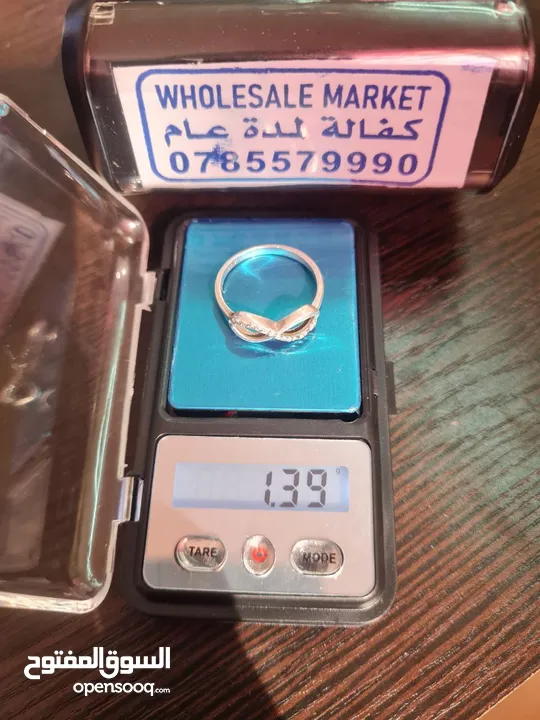 WHOLESALE MARKET
كفالة لمدة عام
0785579990
1.39 g
TARE
MODE
السوق المفتوح
opensooq.com